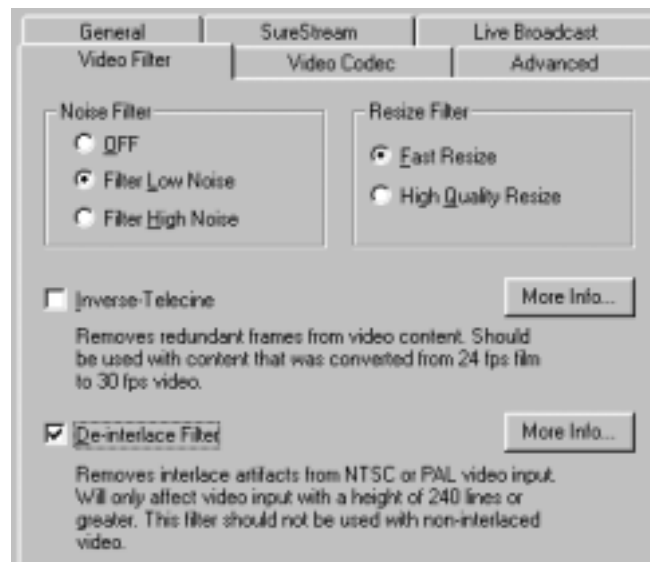 General SureStream Live Broadcast
Video Filter Video Codec Advanced
Noise Filter
OFF
Filter Low Noise
Filter High Noise
Resize Filter
Fast Resize
High Quality Resize
Inverse-Telecine
More Info...
Removes redundant frames from video content. Should
be used with content that was converted from 24 fps film
to 30 fps video.
De-interlace Filter
More Info...
Removes interlace artifacts from NTSC or PAL video input.
Will only affect video input with a height of 240 lines or
greater. This filter should not be used with non-interlaced
video.